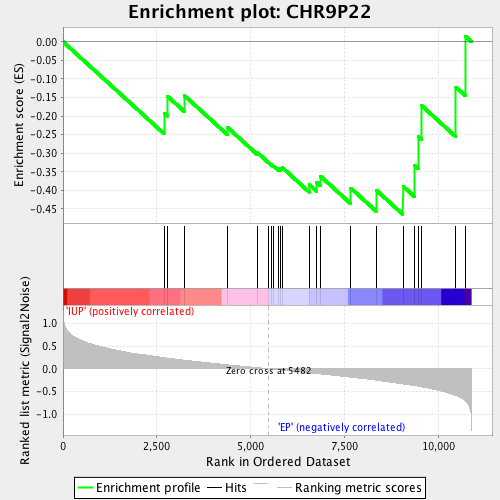 Enrichment plot: CHR9P22
Enrichment score (ES)
0.00
-0.05
-0.10
-0.15
-0.20
-0.25
-0.30
-0.35
-0.40
-0.45
'IUP' (positively correlated)
Ranked list metric (Signal2Noise)
1.0
0.5
0.0
-0.5
-1.0
Zero cross at 5482
'EP' (negatively correlated)
0 2,500 5,000 7,500 10,000
Rank in Ordered Dataset
Enrichment profile Hits Ranking metric scores